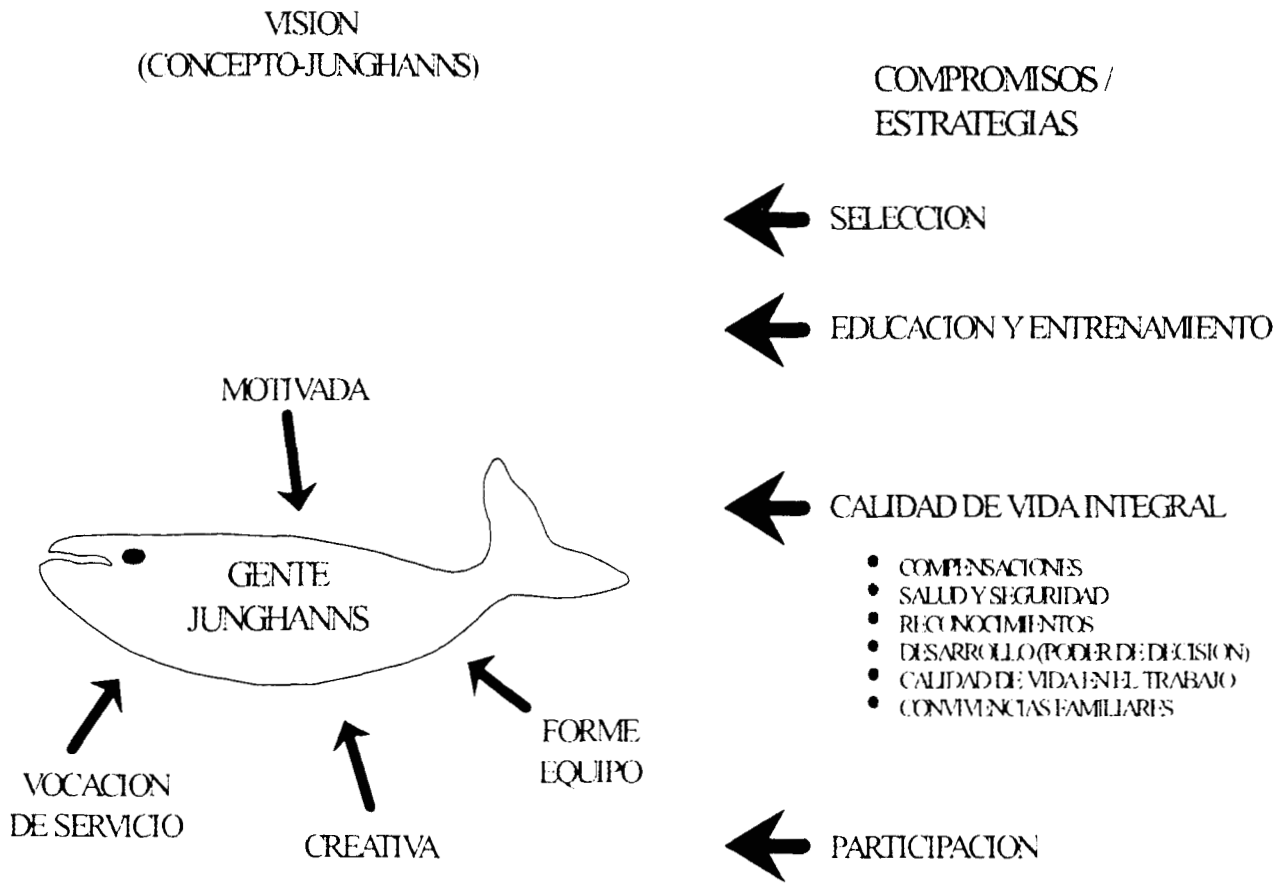 VISION
(CONCEPTO-JUNGHANNS)
COMPROMISOS /
ESTRATEGIAS
SELECCION
EDUCACION Y ENTRENAMIENTO
MOTIVADA
CALIDAD DE VIDA INTEGRAL
GENTE
JUNGHANNS
• COMPENSACIONES
• SALUD Y SEGURIDAD
• RECONOCIMIENTOS
• DESARROLLO (PODER DE DECISION)
• CALIDAD DE VIDA EN EL TRABAJO
• CONVIVENCIAS FAMILIARES
FORME
EQUIPO
VOCACION
DE SERVICIO
CREATIVA
PARTICIPACION